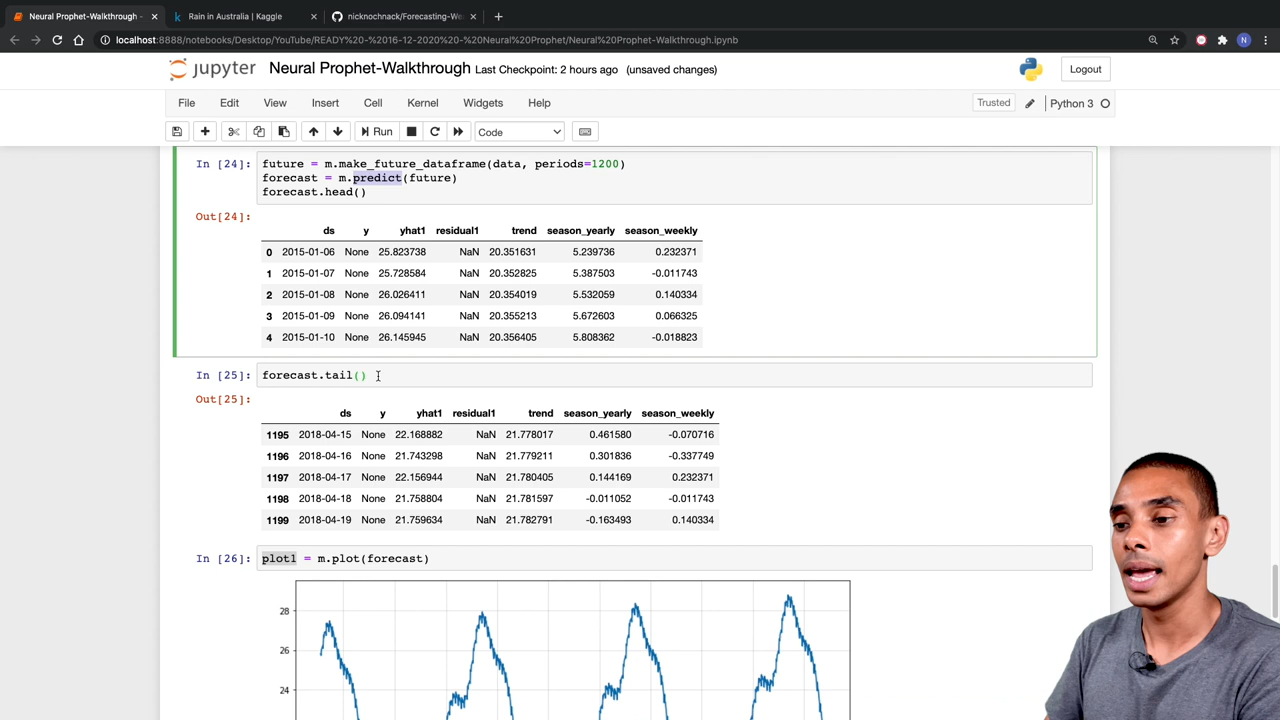 Neural Prophet-Walkthrough -
Rain in Australia | Kaggle
nicknochnack/Forecasting-We
localhost:8888/notebooks/Desktop/YouTube/READY%20-%2016-12-2020%20-%20Neural%20Prophet/Neural%20Prophet-Walkthrough.ipynb
N
jupyter Neural Prophet-Walkthrough Last Checkpoint: 2 hours ago (unsaved changes)
Logout
File Edit View Insert Cell Kernel Widgets Help
Trusted
Python 3
Run
Code
In [24]: future = m.make_future_dataframe(data, periods=1200)
forecast = m.predict(future)
forecast.head()
Out[24]:
ds y yhat1 residual1 trend season_yearly season_weekly
0 2015-01-06 None 25.823738 NaN 20.351631 5.239736 0.232371
1 2015-01-07 None 25.728584 NaN 20.352825 5.387503 -0.011743
2 2015-01-08 None 26.026411 NaN 20.354019 5.532059 0.140334
3 2015-01-09 None 26.094141 NaN 20.355213 5.672603 0.066325
4 2015-01-10 None 26.145945 NaN 20.356405 5.808362 -0.018823
In [25]: forecast.tail()
Out[25]:
ds y yhat1 residual1 trend season_yearly season_weekly
1195 2018-04-15 None 22.168882 NaN 21.778017 0.461580 -0.070716
1196 2018-04-16 None 21.743298 NaN 21.779211 0.301836 -0.337749
1197 2018-04-17 None 22.156944 NaN 21.780405 0.144169 0.232371
1198 2018-04-18 None 21.758804 NaN 21.781597 -0.011052 -0.011743
1199 2018-04-19 None 21.759634 NaN 21.782791 -0.163493 0.140334
In [26]: plot1 = m.plot(forecast)
28
26
24